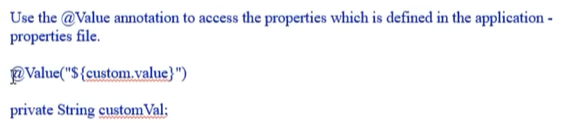 Use the @Value annotation to access the properties which is defined in the application -
properties file.
@Value("${custom.value}")
private String customVal;